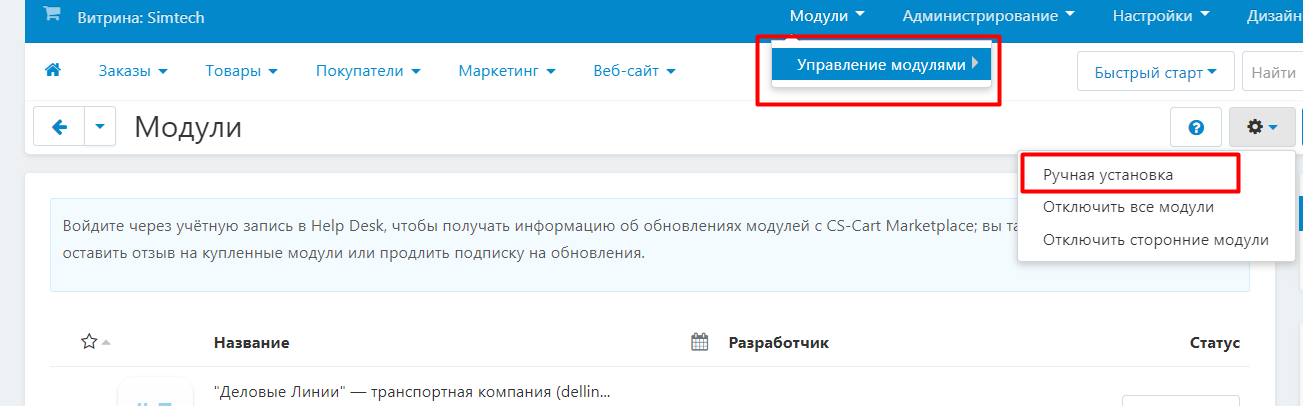 Витрина: Simtech
Модули
Администрирование
Настройки
Дизайн
Управление модулями
Заказы
Товары
Покупатели
Маркетинг
Веб-сайт
Быстрый старт
Найти
Модули
Ручная установка
Отключить все модули
Отключить сторонние модули
Войдите через учётную запись в Help Desk, чтобы получать информацию об обновлениях модулей с CS-Cart Marketplace; вы
оставить отзыв на купленные модули или продлить подписку на обновления.
Название
Разработчик
Статус
"Деловые Линии" — транспортная компания (dellin...